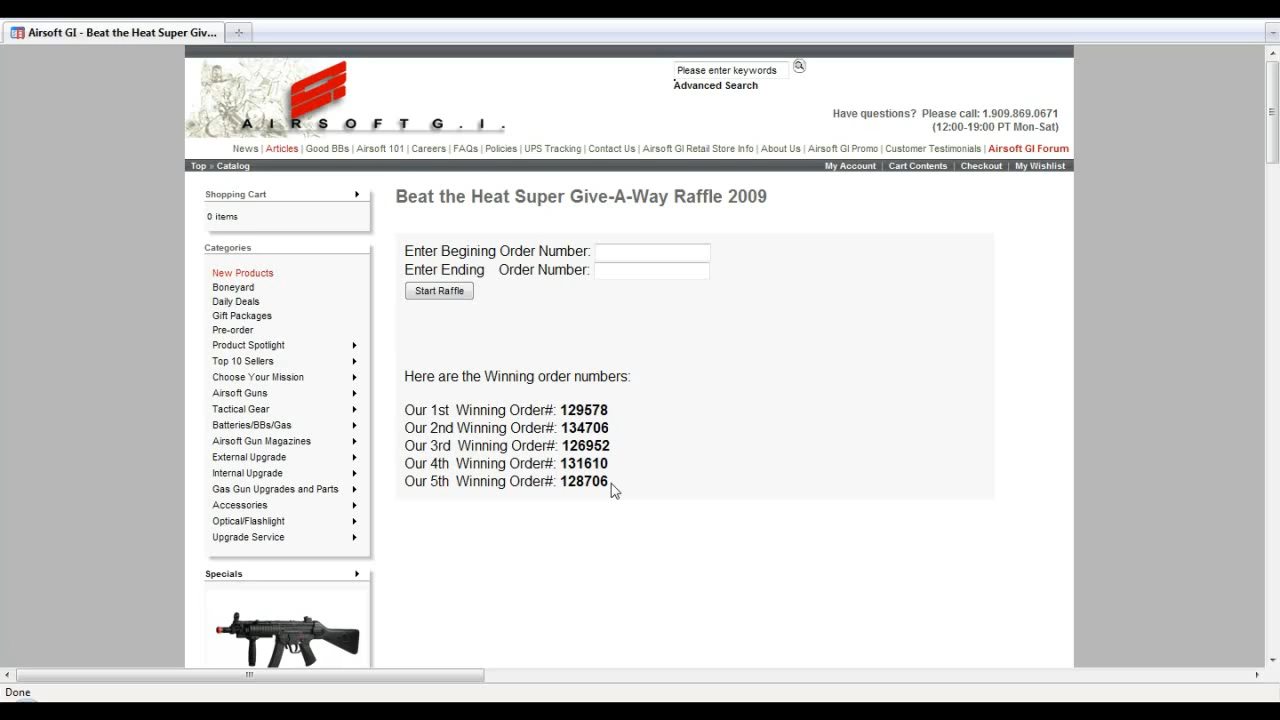 Airsoft GI - Beat the Heat Super Giv...
Please enter keywords
Advanced Search
AIRSOFT G.I.
Have questions? Please call: 1.909.869.0671
(12:00-19:00 PT Mon-Sat)
News | Articles | Good BBs | Airsoft 101 | Careers | FAQs | Policies | UPS Tracking | Contact Us | Airsoft GI Retail Store Info | About Us | Airsoft GI Promo | Customer Testimonials | Airsoft GI Forum
Top » Catalog
My Account | Cart Contents | Checkout | My Wishlist
Shopping Cart
0 items
Categories
New Products
Boneyard
Daily Deals
Gift Packages
Pre-order
Product Spotlight
Top 10 Sellers
Choose Your Mission
Airsoft Guns
Tactical Gear
Batteries/BBs/Gas
Airsoft Gun Magazines
External Upgrade
Internal Upgrade
Gas Gun Upgrades and Parts
Accessories
Optical/Flashlight
Upgrade Service
Specials
Beat the Heat Super Give-A-Way Raffle 2009
Enter Begining Order Number:
Enter Ending Order Number:
Start Raffle
Here are the Winning order numbers:
Our 1st Winning Order#: 129578
Our 2nd Winning Order#: 134706
Our 3rd Winning Order#: 126952
Our 4th Winning Order#: 131610
Our 5th Winning Order#: 128706
Done